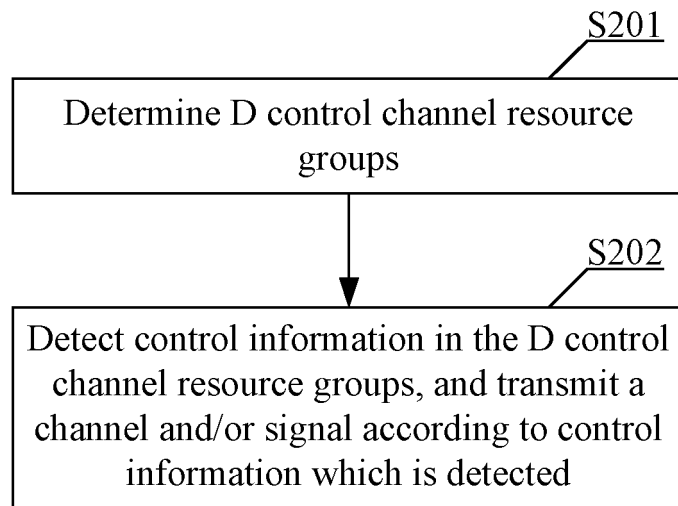 S201
Determine D control channel resource
groups
S202
Detect control information in the D control
channel resource groups, and transmit a
channel and/or signal according to control
information which is detected